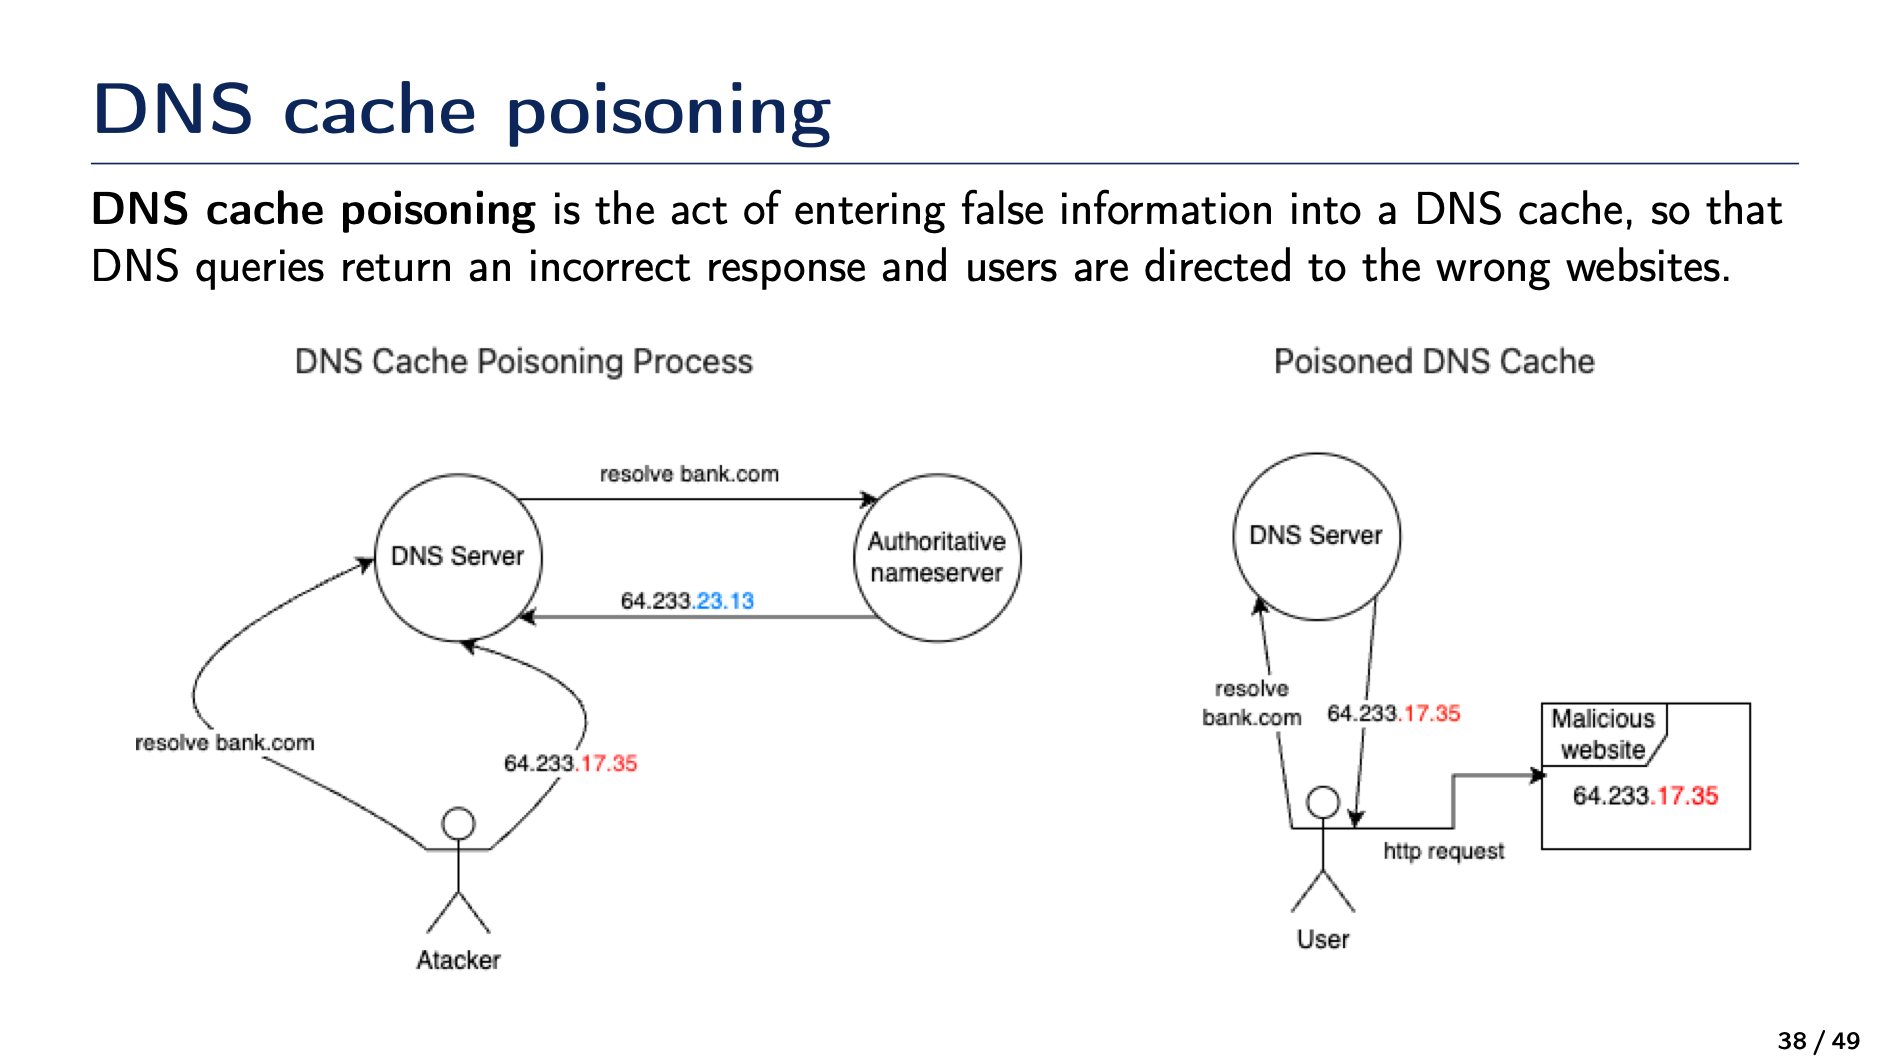 DNS cache poisoning
DNS cache poisoning is the act of entering false information into a DNS cache, so that
DNS queries return an incorrect response and users are directed to the wrong websites.
DNS Cache Poisoning Process
resolve bank.com
DNS Server
Authoritative
nameserver
64.233.23.13
resolve bank.com
64.233.17.35
Atacker
Poisoned DNS Cache
DNS Server
resolve
bank.com
64.233.17.35
Malicious
website
64.233.17.35
http request
User
38 / 49